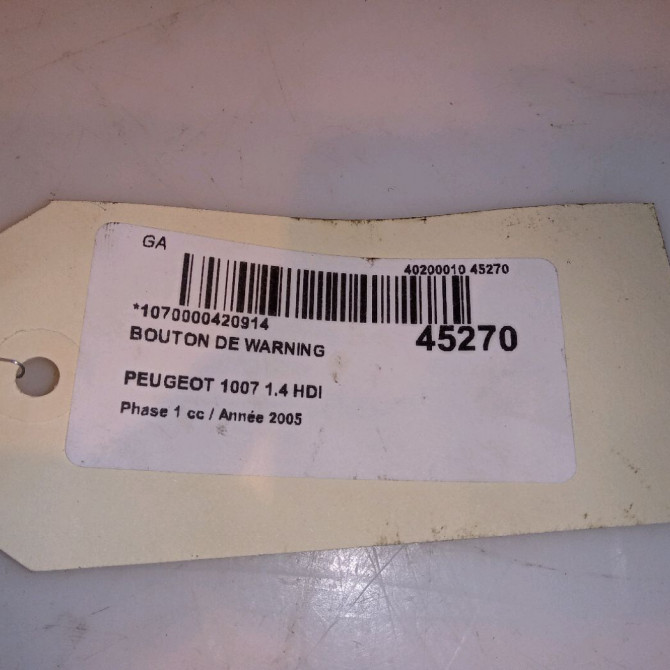 GA
40200010 45270
*1070000420914
45270
BOUTON DE WARNING
PEUGEOT 1007 1.4 HDI
Phase 1 cc / Année 2005